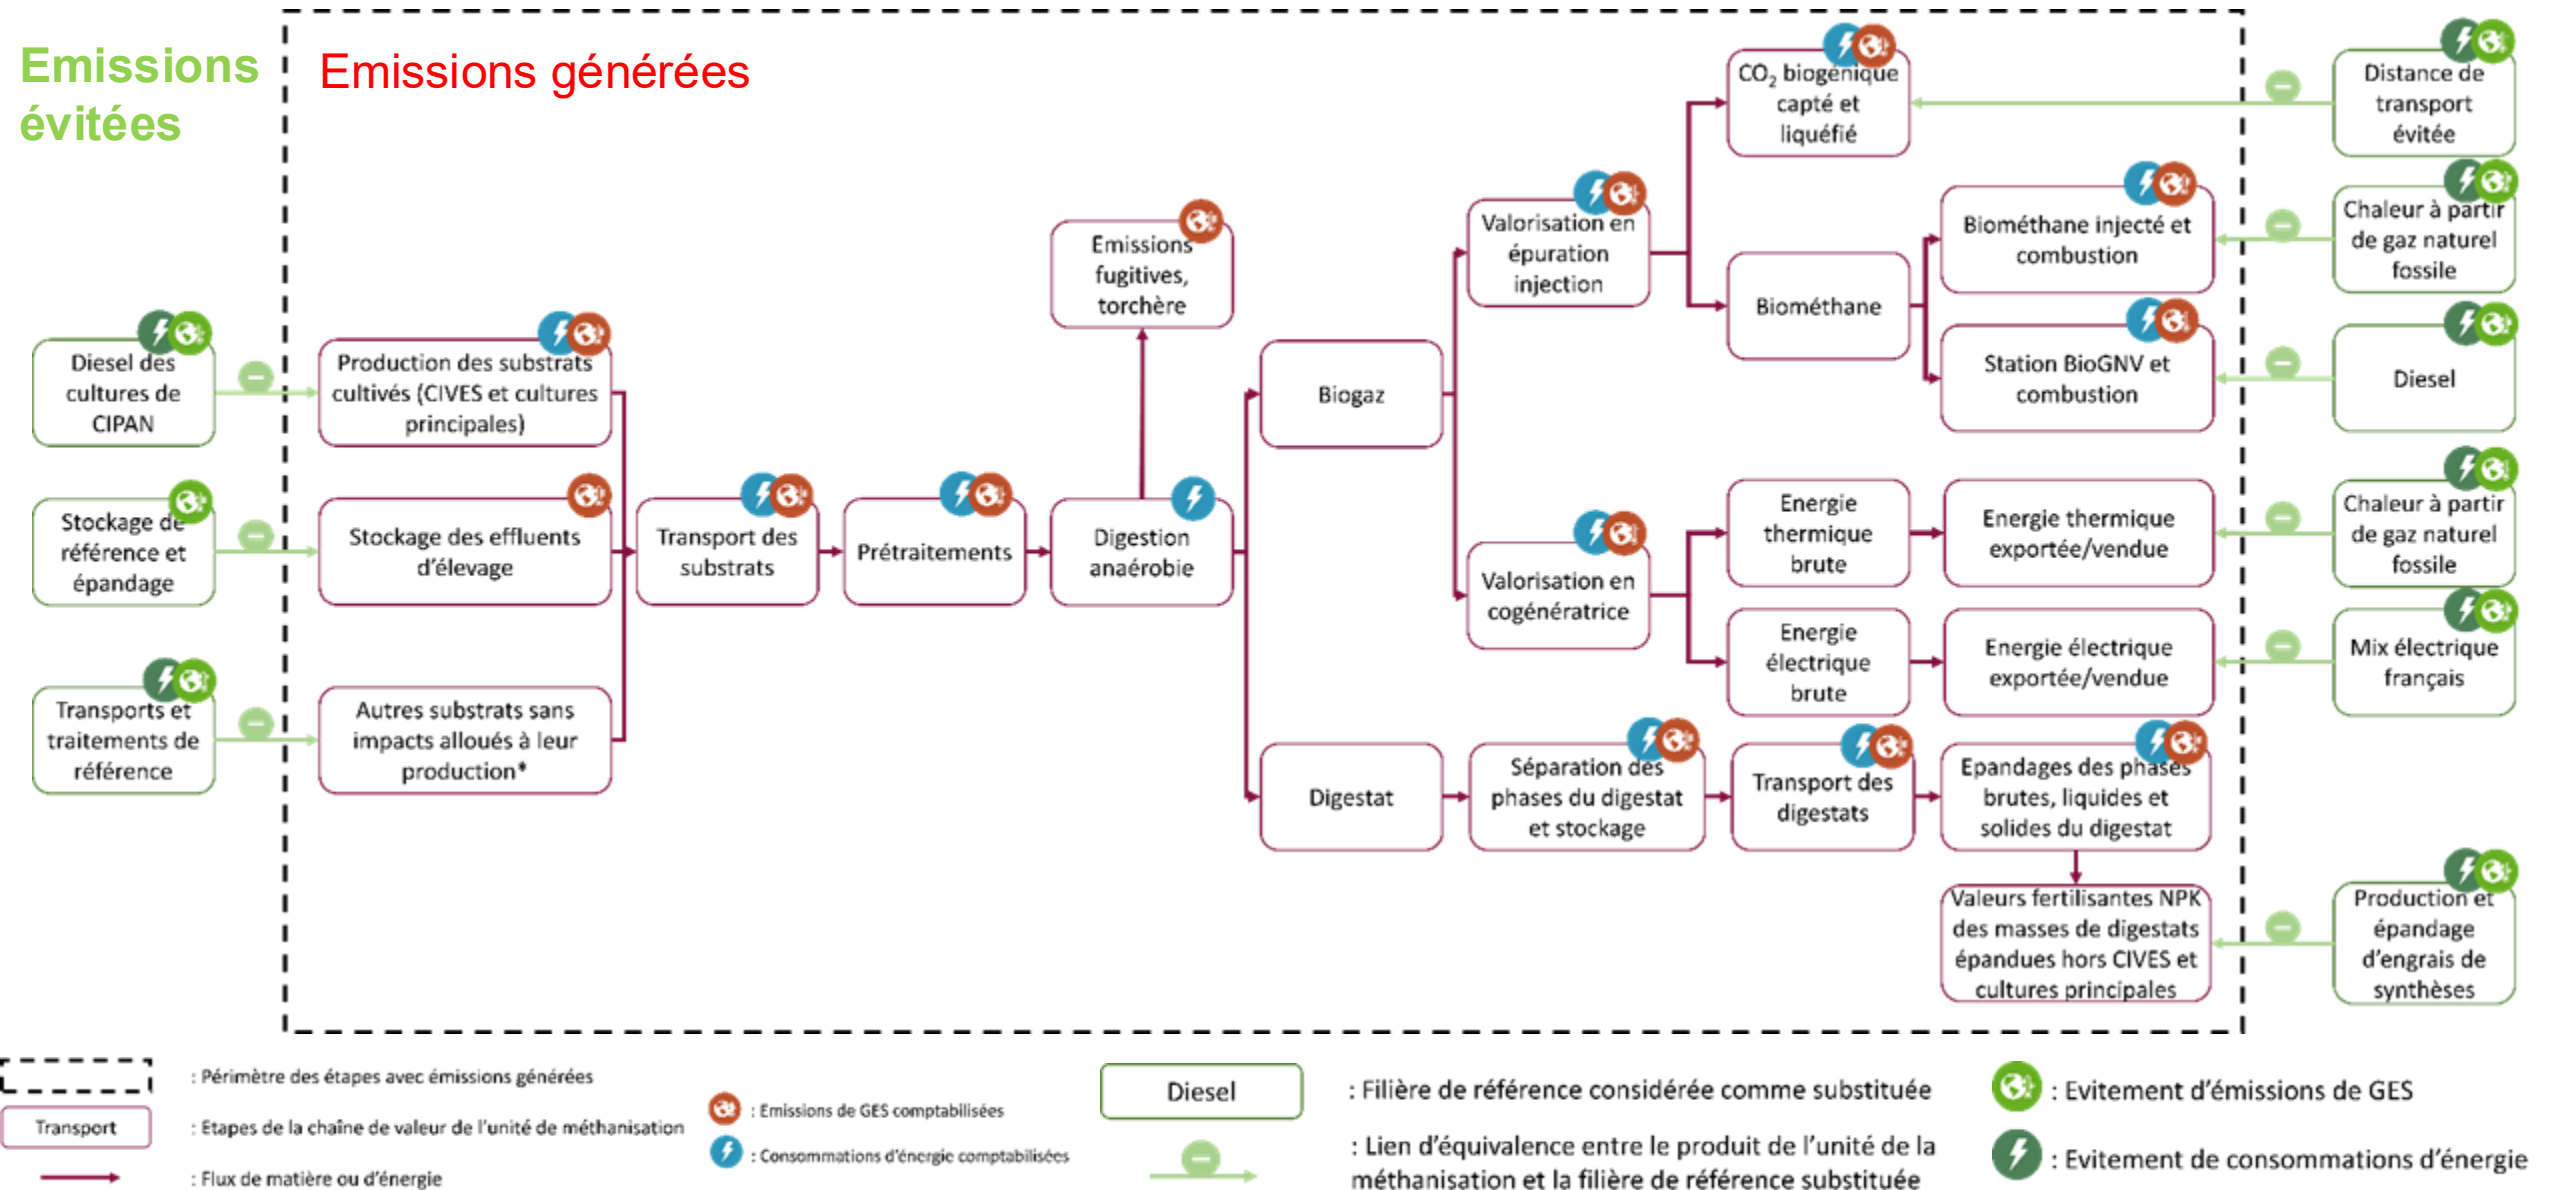 Emissions
évitées
Emissions générées
Diesel des
cultures de
CIPAN
Stockage de
référence et
épandage
Transports et
traitements de
référence
Production des substrats
cultivés (CIVES et cultures
principales)
Stockage des effluents
d'élevage
Autres substrats sans
impacts alloués à leur
production*
Transport des
substrats
Prétraitements
Emissions
fugitives,
torchère
Digestion
anaérobie
Biogaz
Digestat
Valorisation en
épuration
injection
Valorisation en
cogénératrice
Séparation des
phases du digestat
et stockage
CO₂ biogénique
capté et
liquéfié
Biométhane
Energie
thermique
brute
Energie
électrique
brute
Transport des
digestats
Biométhane injecté et
combustion
Station BioGNV et
combustion
Energie thermique
exportée/vendue
Energie électrique
exportée/vendue
Epandages des phases
brutes, liquides et
solides du digestat
Valeurs fertilisantes NPK
des masses de digestats
épandues hors CIVES et
cultures principales
Distance de
transport
évitée
Chaleur à partir
de gaz naturel
fossile
Diesel
Chaleur à partir
de gaz naturel
fossile
Mix électrique
français
Production et
épandage
d'engrais de
synthèses
: Périmètre des étapes avec émissions générées
Transport
: Etapes de la chaîne de valeur de l'unité de méthanisation
: Flux de matière ou d'énergie
: Emissions de GES comptabilisées
: Consommations d'énergie comptabilisées
Diesel
: Filière de référence considérée comme substituée
: Lien d'équivalence entre le produit de l'unité de la
méthanisation et la filière de référence substituée
: Evitement d'émissions de GES
: Evitement de consommations d'énergie